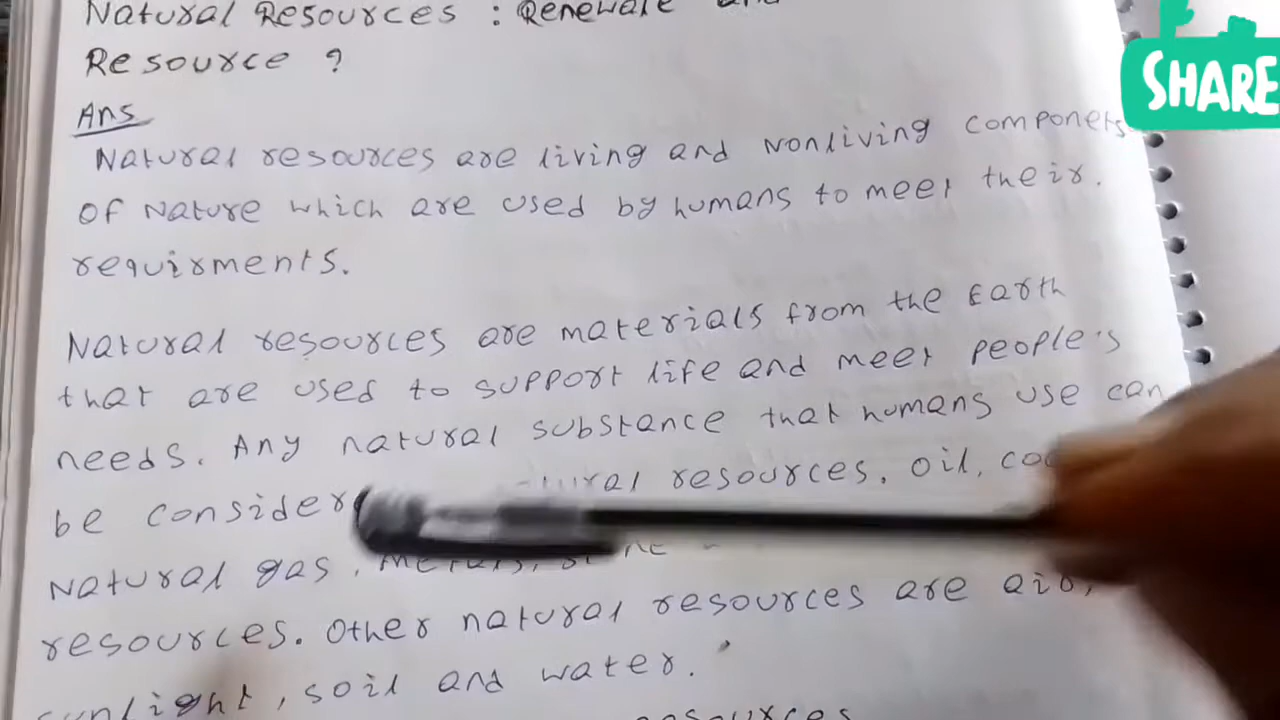 Natural Resources : Renewale and
Resource ?
Ans
Natural resources are living and Nonliving componets
of Nature which are used by humans to meet their.
requirments.
Natural resources are materials from the Earth
that are used to support life and meet people's
needs. Any natural substance that humans use can
be consider resources. Oil,
Natural gas,
resources. Other natural resources are air,
sunlight, soil and water.
resources
SHARE